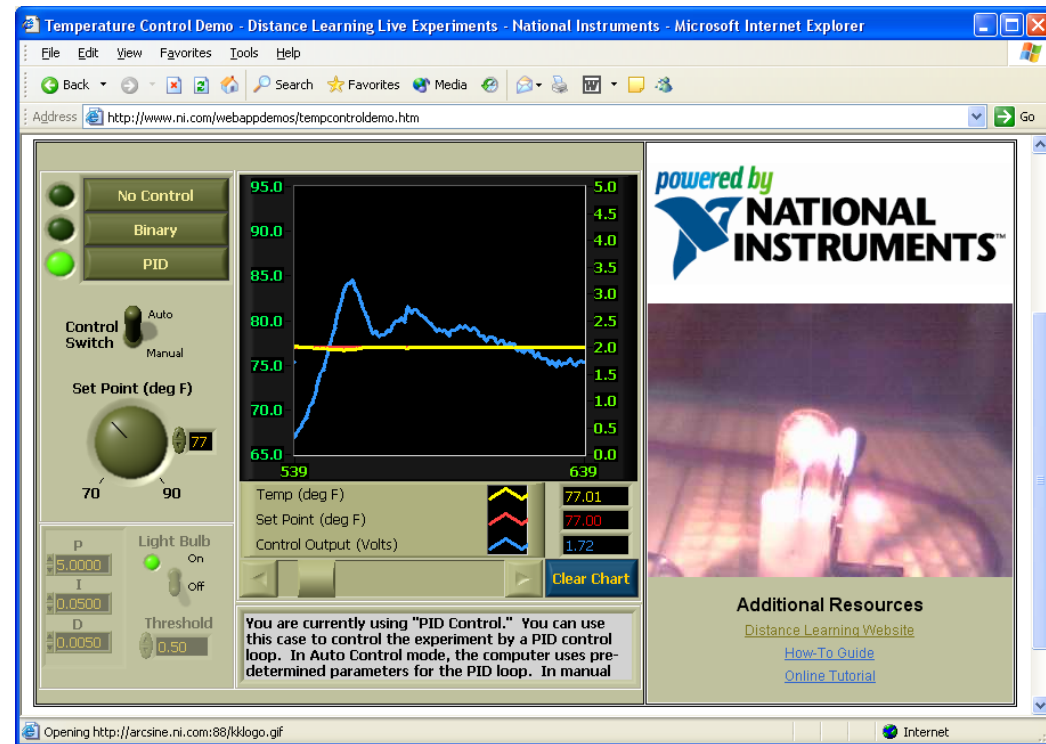 Temperature Control Demo - Distance Learning Live Experiments - National Instruments - Microsoft Internet Explorer
File Edit View Favorites Tools Help
Back Search Favorites Media
Address http://www.ni.com/webappdemos/tempcontroldemo.htm Go
No Control
Binary
PID
Control Switch
Auto
Manual
Set Point (deg F)
77
70 90
P
5.0000
I
0.0500
D
0.0050
Light Bulb
On
Off
Threshold
0.50
95.0
90.0
85.0
80.0
75.0
70.0
65.0
5.0
4.5
4.0
3.5
3.0
2.5
2.0
1.5
1.0
0.5
0.0
539 639
Temp (deg F) 77.01
Set Point (deg F) 77.00
Control Output (Volts) 1.72
Clear Chart
You are currently using "PID Control." You can use
this case to control the experiment by a PID control
loop. In Auto Control mode, the computer uses pre-
determined parameters for the PID loop. In manual
powered by
NATIONAL
INSTRUMENTS™
Additional Resources
Distance Learning Website
How-To Guide
Online Tutorial
Opening http://arcsine.ni.com:88/kklogo.gif Internet